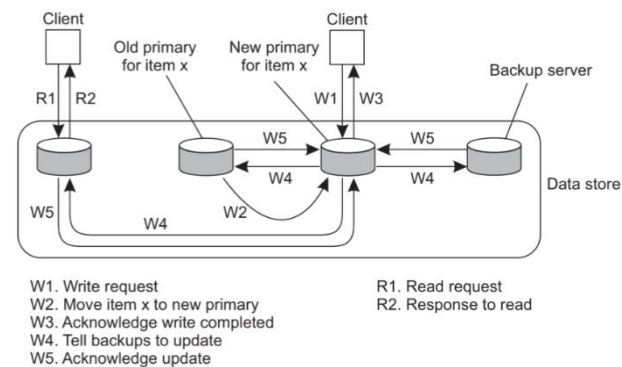 Client
Client
Old primary
for item x
New primary
for item x
Backup server
R1
R2
W1
W3
W5
W5
W4
W4
Data store
W5
W4
W2
W1. Write request
W2. Move item x to new primary
W3. Acknowledge write completed
W4. Tell backups to update
W5. Acknowledge update
R1. Read request
R2. Response to read